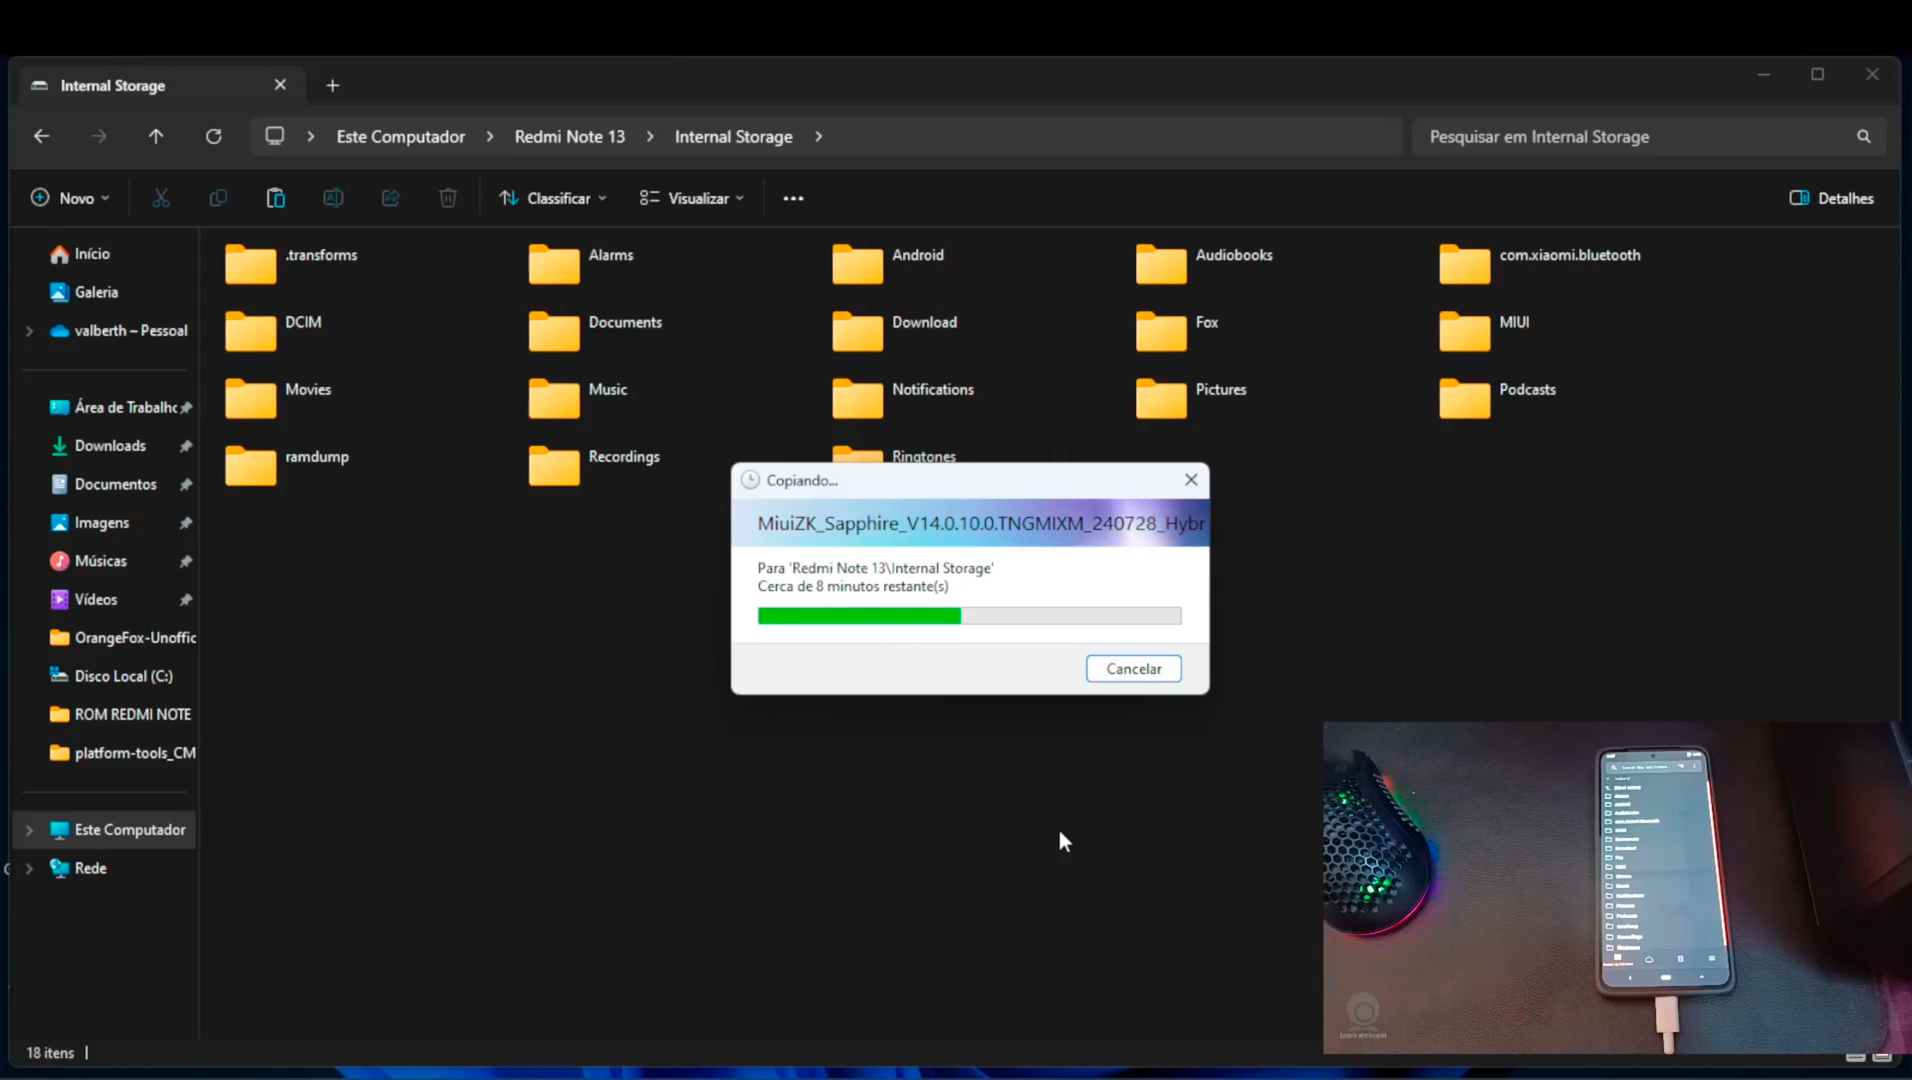 Internal Storage
Este Computador > Redmi Note 13 > Internal Storage >
Pesquisar em Internal Storage
Novo
Classificar
Visualizar
Detalhes
Início
Galeria
valberth – Pessoal
Área de Trabalhc
Downloads
Documentos
Imagens
Músicas
Vídeos
OrangeFox-Unoffic
Disco Local (C:)
ROM REDMI NOTE
platform-tools_CM
Este Computador
Rede
.transforms
Alarms
Android
Audiobooks
com.xiaomi.bluetooth
DCIM
Documents
Download
Fox
MIUI
Movies
Music
Notifications
Pictures
Podcasts
ramdump
Recordings
Ringtones
Copiando...
MiuiZK_Sapphire_V14.0.10.0.TNGMIXM_240728_Hybr
Para 'Redmi Note 13\Internal Storage'
Cerca de 8 minutos restante(s)
Cancelar
18 itens